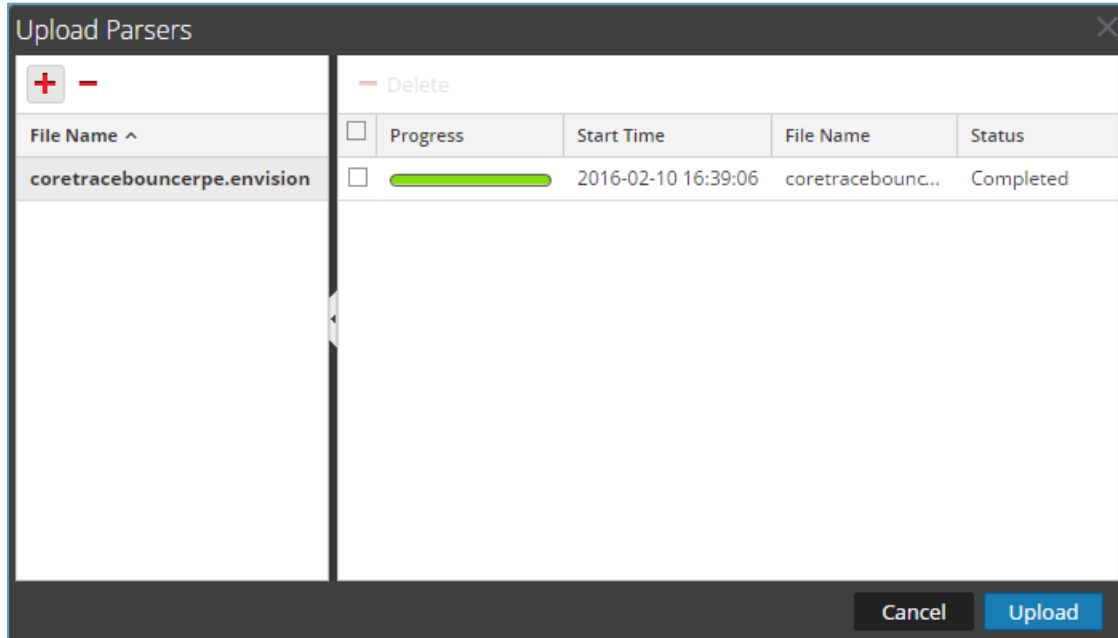 Upload Parsers
Delete
File Name
Progress Start Time File Name Status
coretracebouncerpe.envision
2016-02-10 16:39:06 coretracebounc... Completed
Cancel Upload